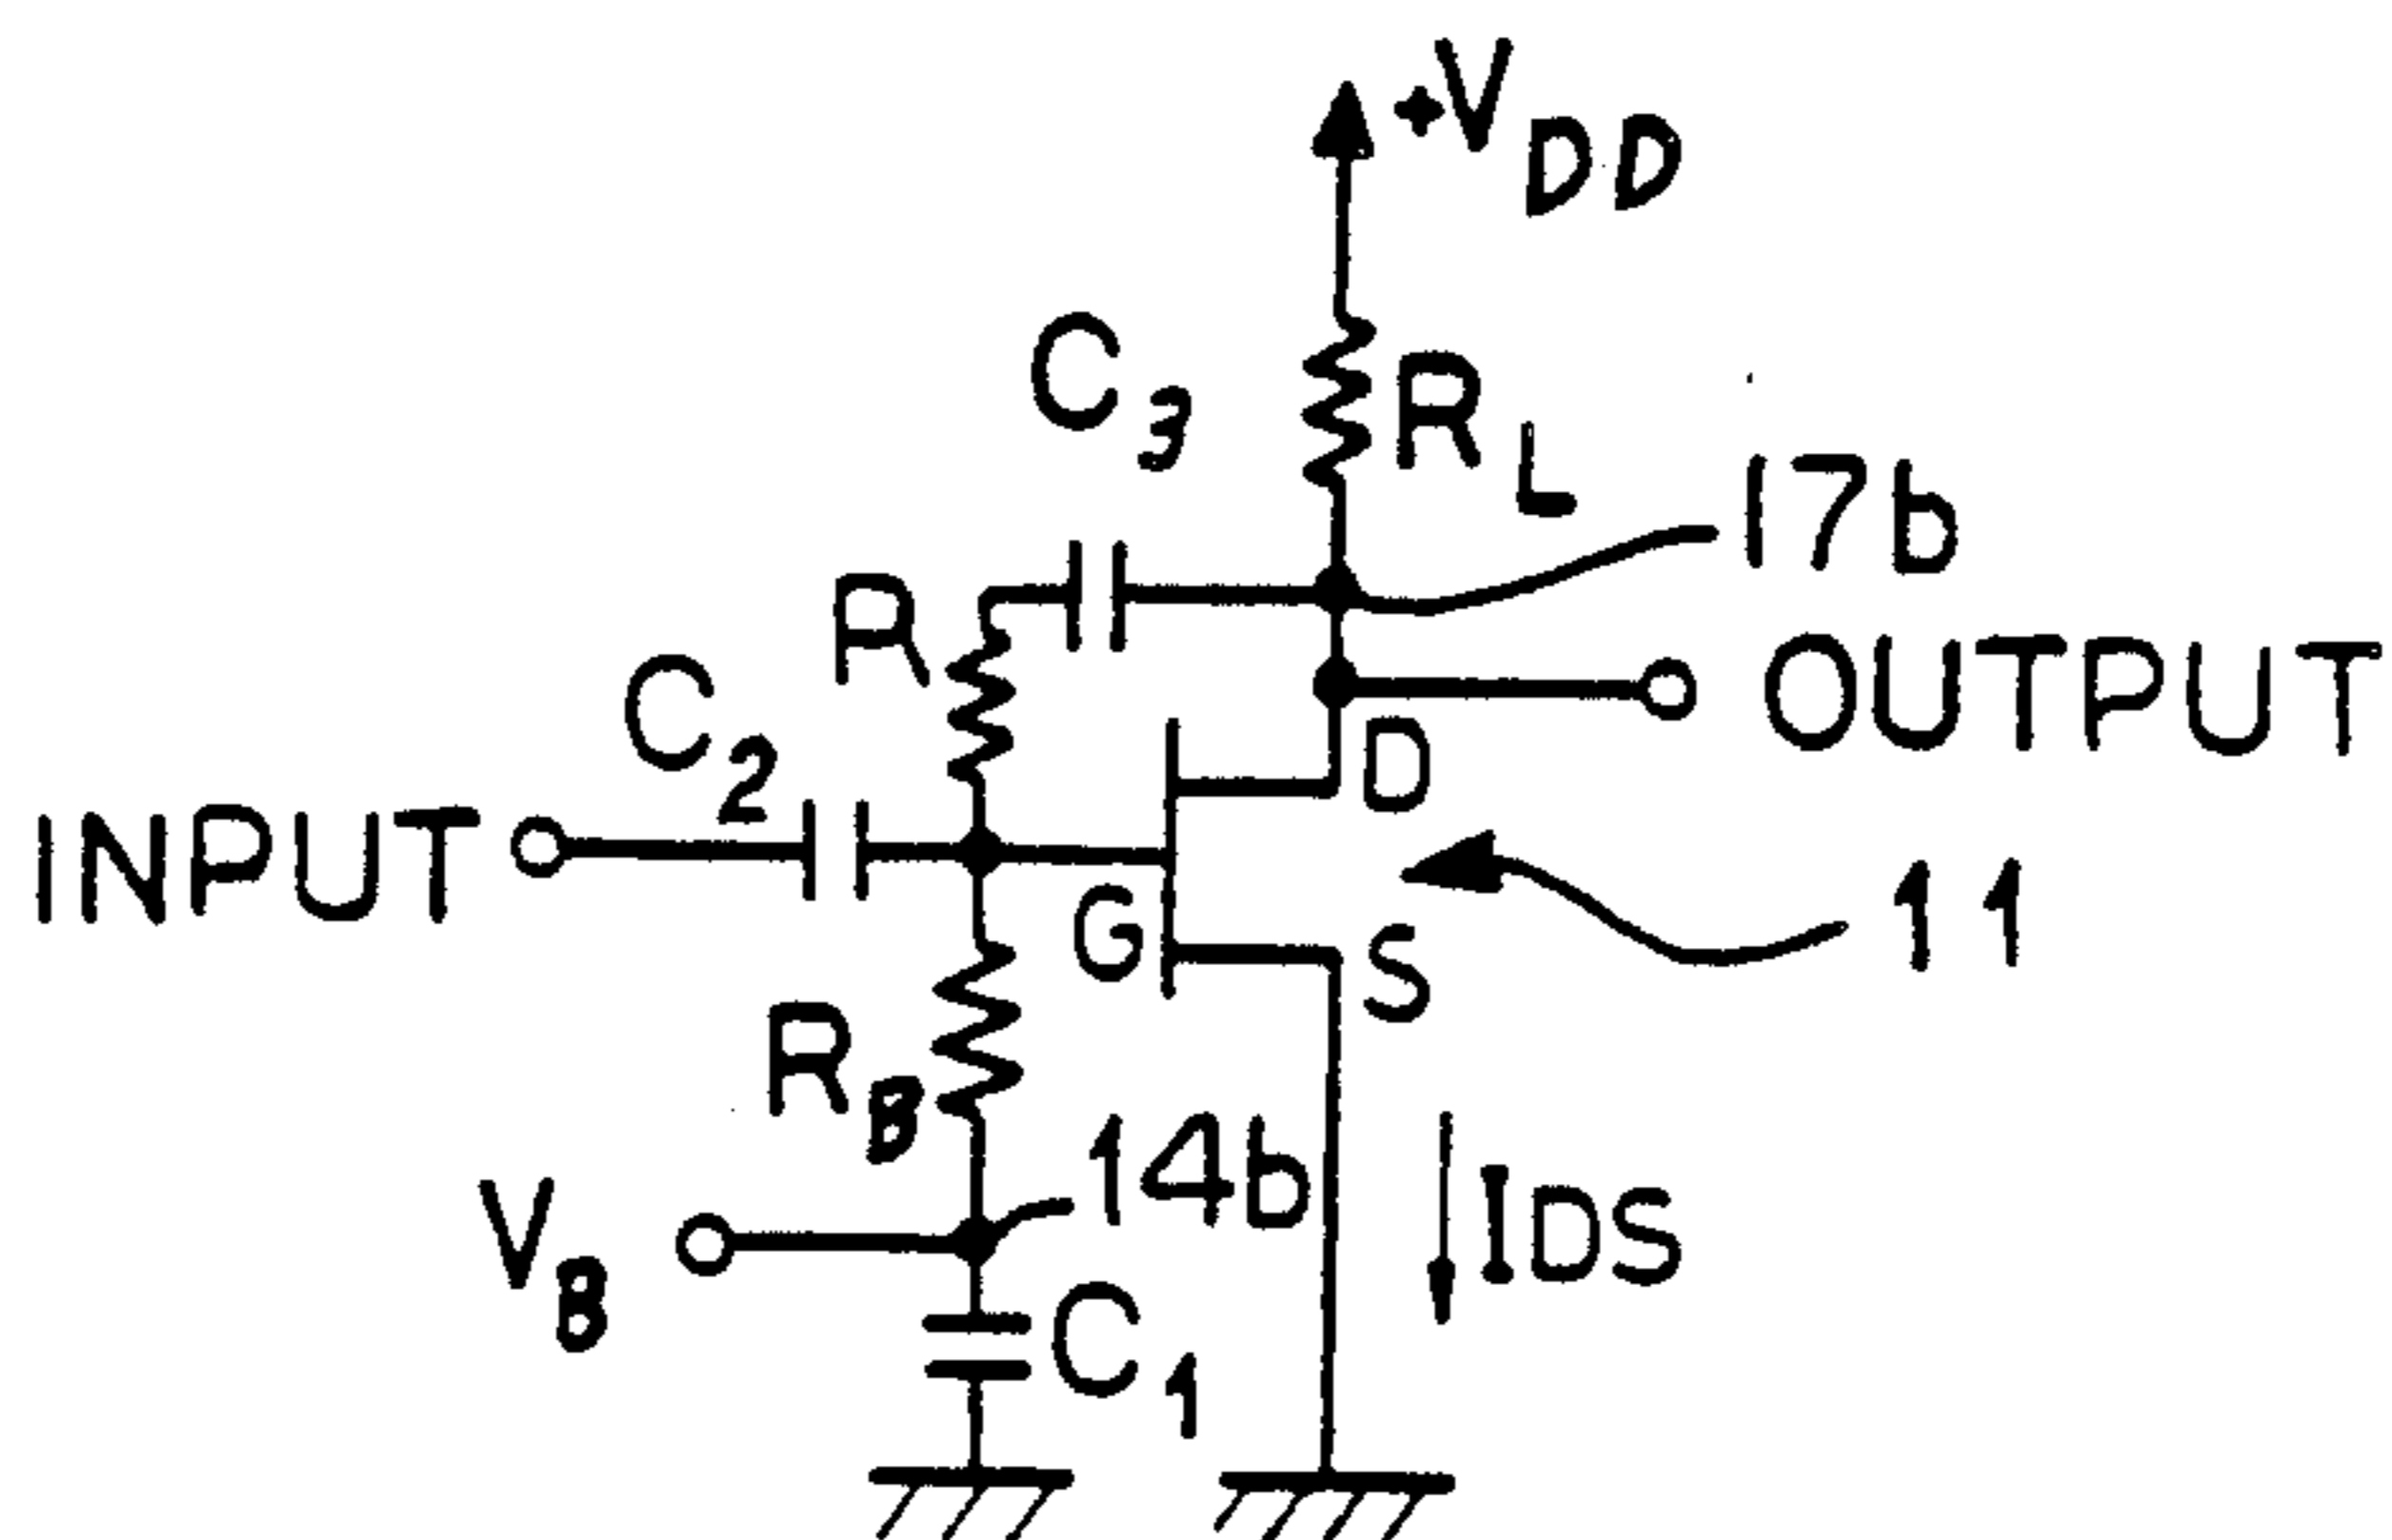 +VDD
C3
RL
17b
R
C2
OUTPUT
D
INPUT
G
S
11
RB
14b
VB
IDS
C1